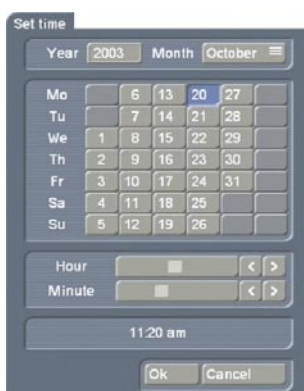 Set time
Year 2003 Month October
Mo 6 13 20 27
Tu 7 14 21 28
We 1 8 15 22 29
Th 2 9 16 23 30
Fr 3 10 17 24 31
Sa 4 11 18 25
Su 5 12 19 26
Hour < >
Minute < >
11:20 am
Ok Cancel